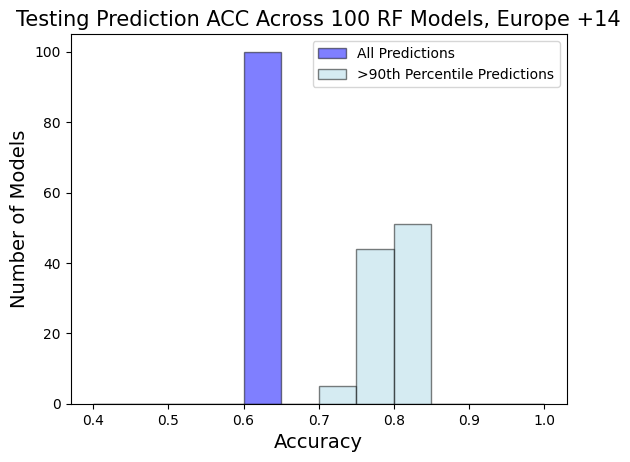 Testing Prediction ACC Across 100 RF Models, Europe +14
All Predictions
>90th Percentile Predictions
Number of Models
100
80
60
40
20
0
0.4 0.5 0.6 0.7 0.8 0.9 1.0
Accuracy